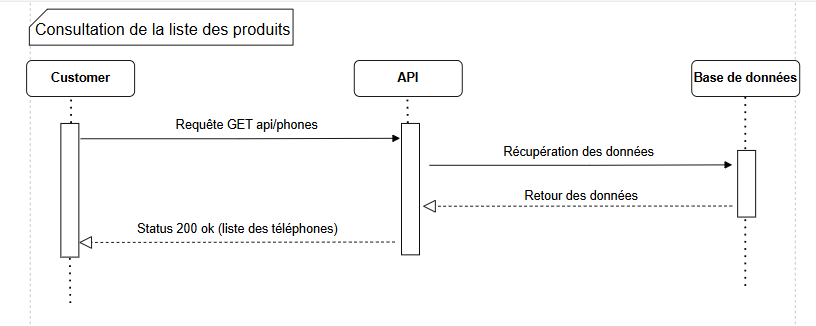 Consultation de la liste des produits
Customer
API
Base de données
Requête GET api/phones
Récupération des données
Retour des données
Status 200 ok (liste des téléphones)